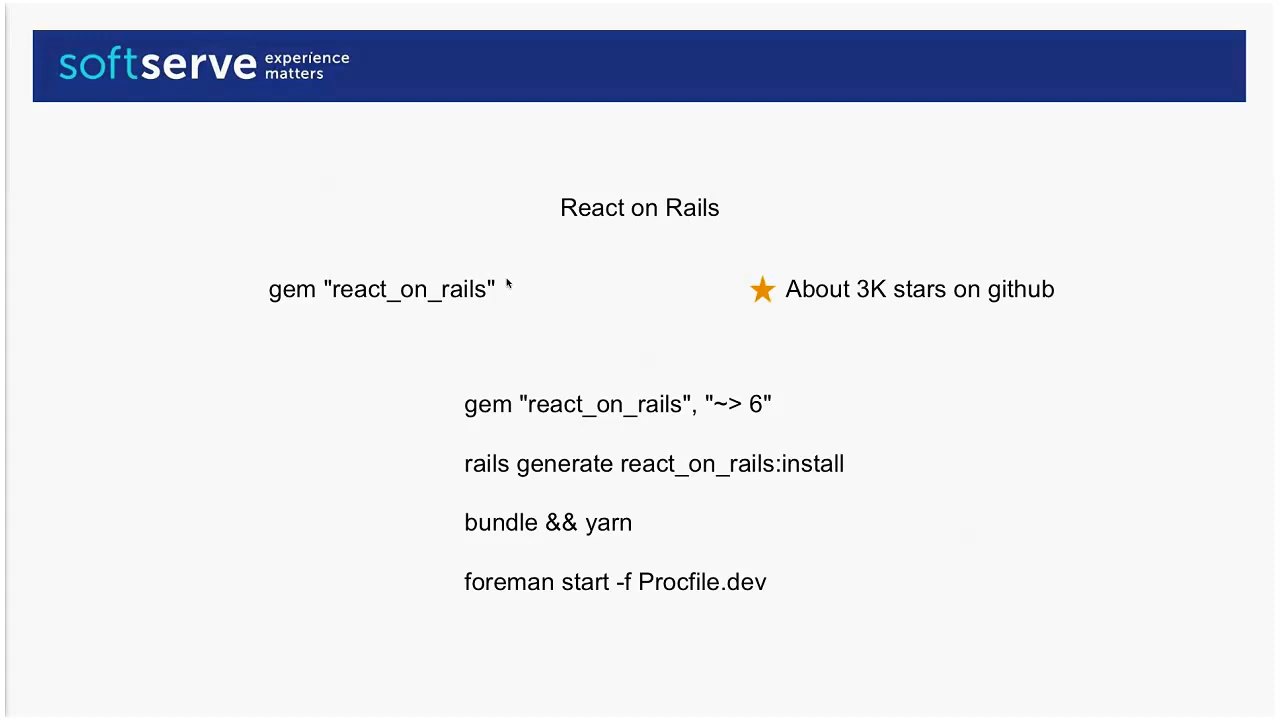 softserve experience matters
React on Rails
gem "react_on_rails"
About 3K stars on github
gem "react_on_rails", "~> 6"
rails generate react_on_rails:install
bundle && yarn
foreman start -f Procfile.dev